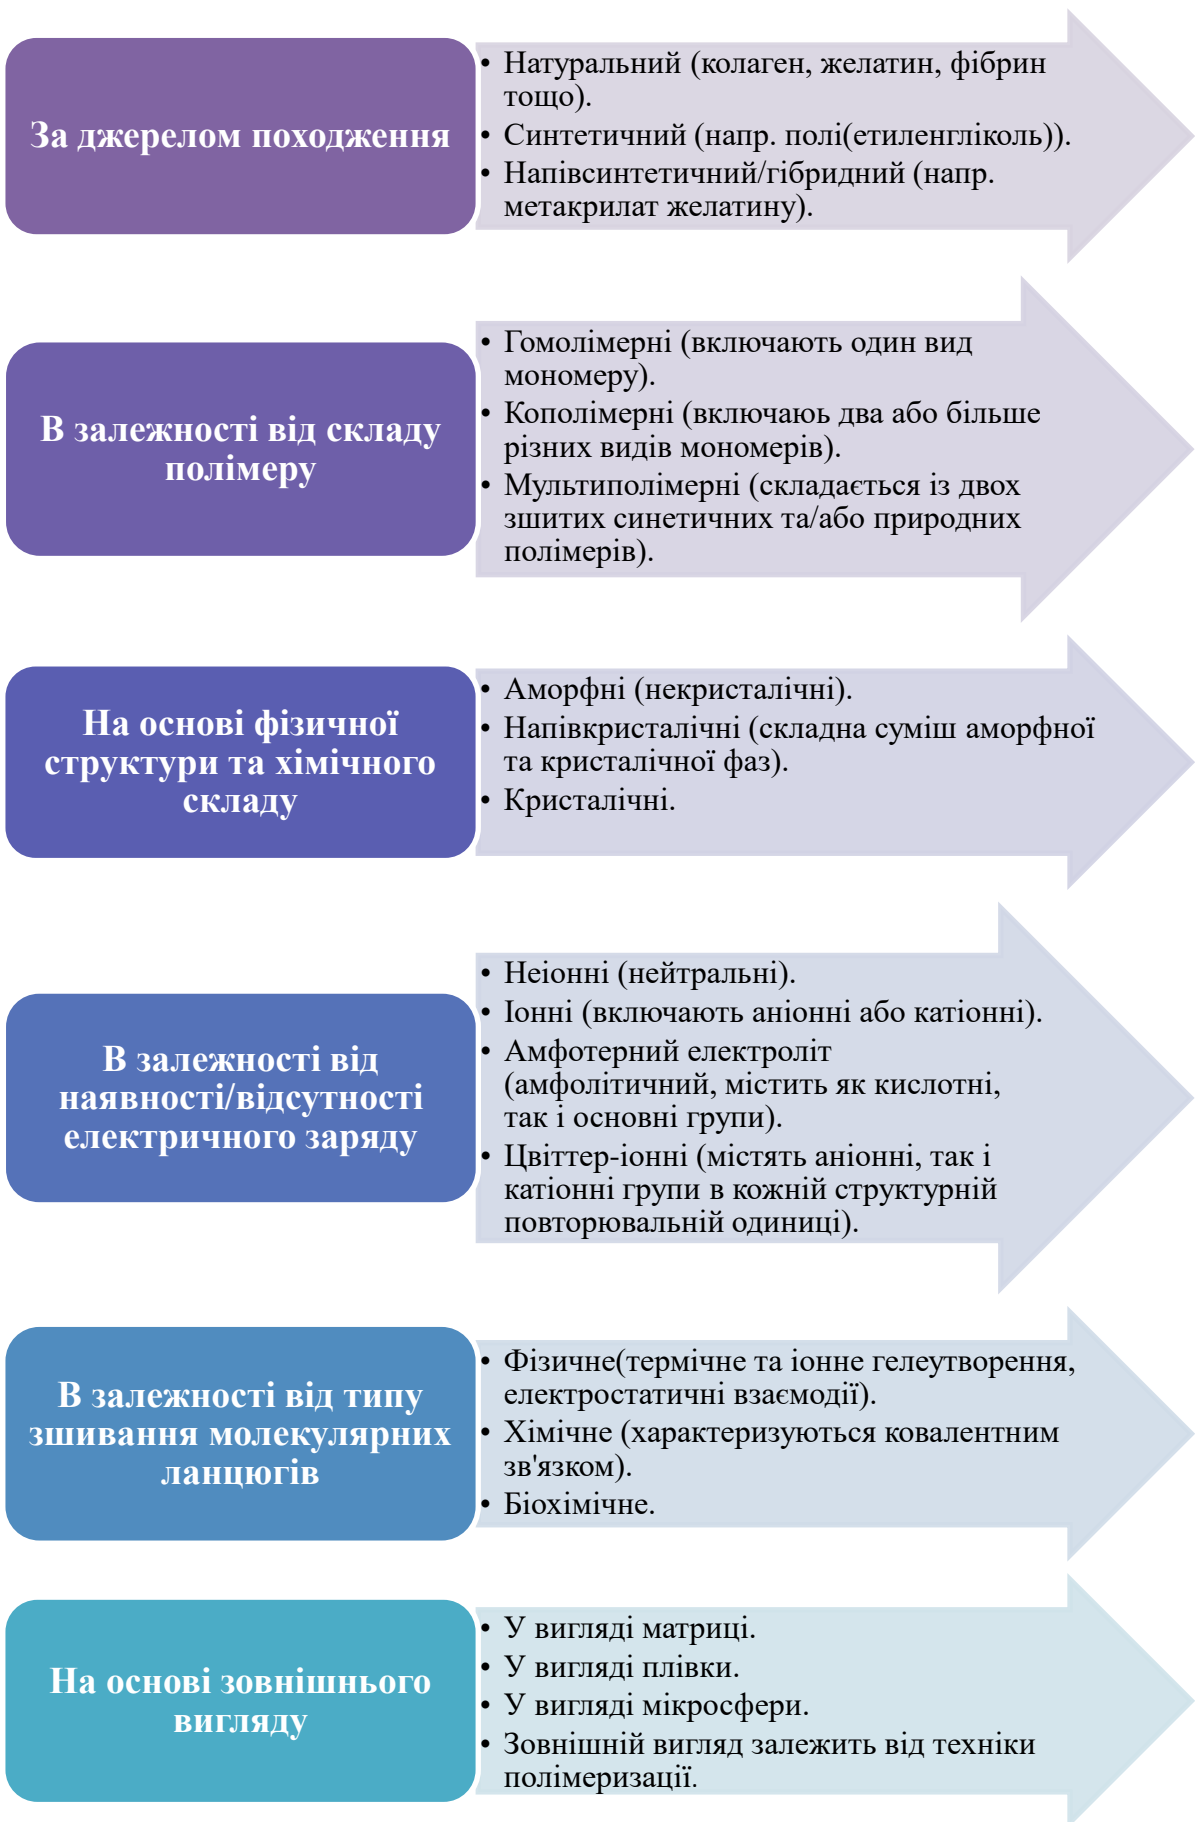 За джерелом походження
• Натуральний (колаген, желатин, фібрин
тощо).
• Синтетичний (напр. полі(етиленгліколь)).
• Напівсинтетичний/гібридний (напр.
метакрилат желатину).
В залежності від складу
полімеру
• Гомолімерні (включають один вид
мономеру).
• Кополімерні (включаюь два або більше
різних видів мономерів).
• Мультиполімерні (складається із двох
зшитих синетичних та/або природних
полімерів).
На основі фізичної
структури та хімічного
складу
• Аморфні (некристалічні).
• Напівкристалічні (складна суміш аморфної
та кристалічної фаз).
• Кристалічні.
В залежності від
наявності/відсутності
електричного заряду
• Неіонні (нейтральні).
• Іонні (включають аніонні або катіонні).
• Амфотерний електроліт
(амфолітичний, містить як кислотні,
так і основні групи).
• Цвіттер-іонні (містять аніонні, так і
катіонні групи в кожній структурній
повторювальній одиниці).
В залежності від типу
зшивання молекулярних
ланцюгів
• Фізичне(термічне та іонне гелеутворення,
електростатичні взаємодії).
• Хімічне (характеризуються ковалентним
зв'язком).
• Біохімічне.
На основі зовнішнього
вигляду
• У вигляді матриці.
• У вигляді плівки.
• У вигляді мікросфери.
• Зовнішній вигляд залежить від техніки
полімеризації.